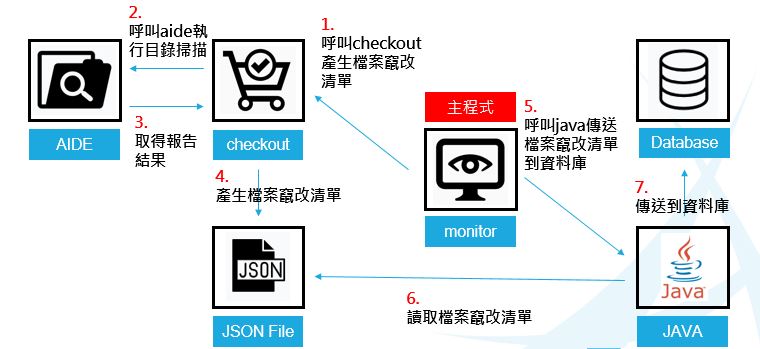 2.
呼叫aide執
行目錄掃描
1.
呼叫checkout
產生檔案竄改
清單
AIDE
3.
取得報告
結果
checkout
主程式
monitor
5.
呼叫java傳送
檔案竄改清單
到資料庫
Database
4.
產生檔案竄改清單
7.
傳送到資料庫
JSON
JSON File
6.
讀取檔案竄改清單
Java
JAVA